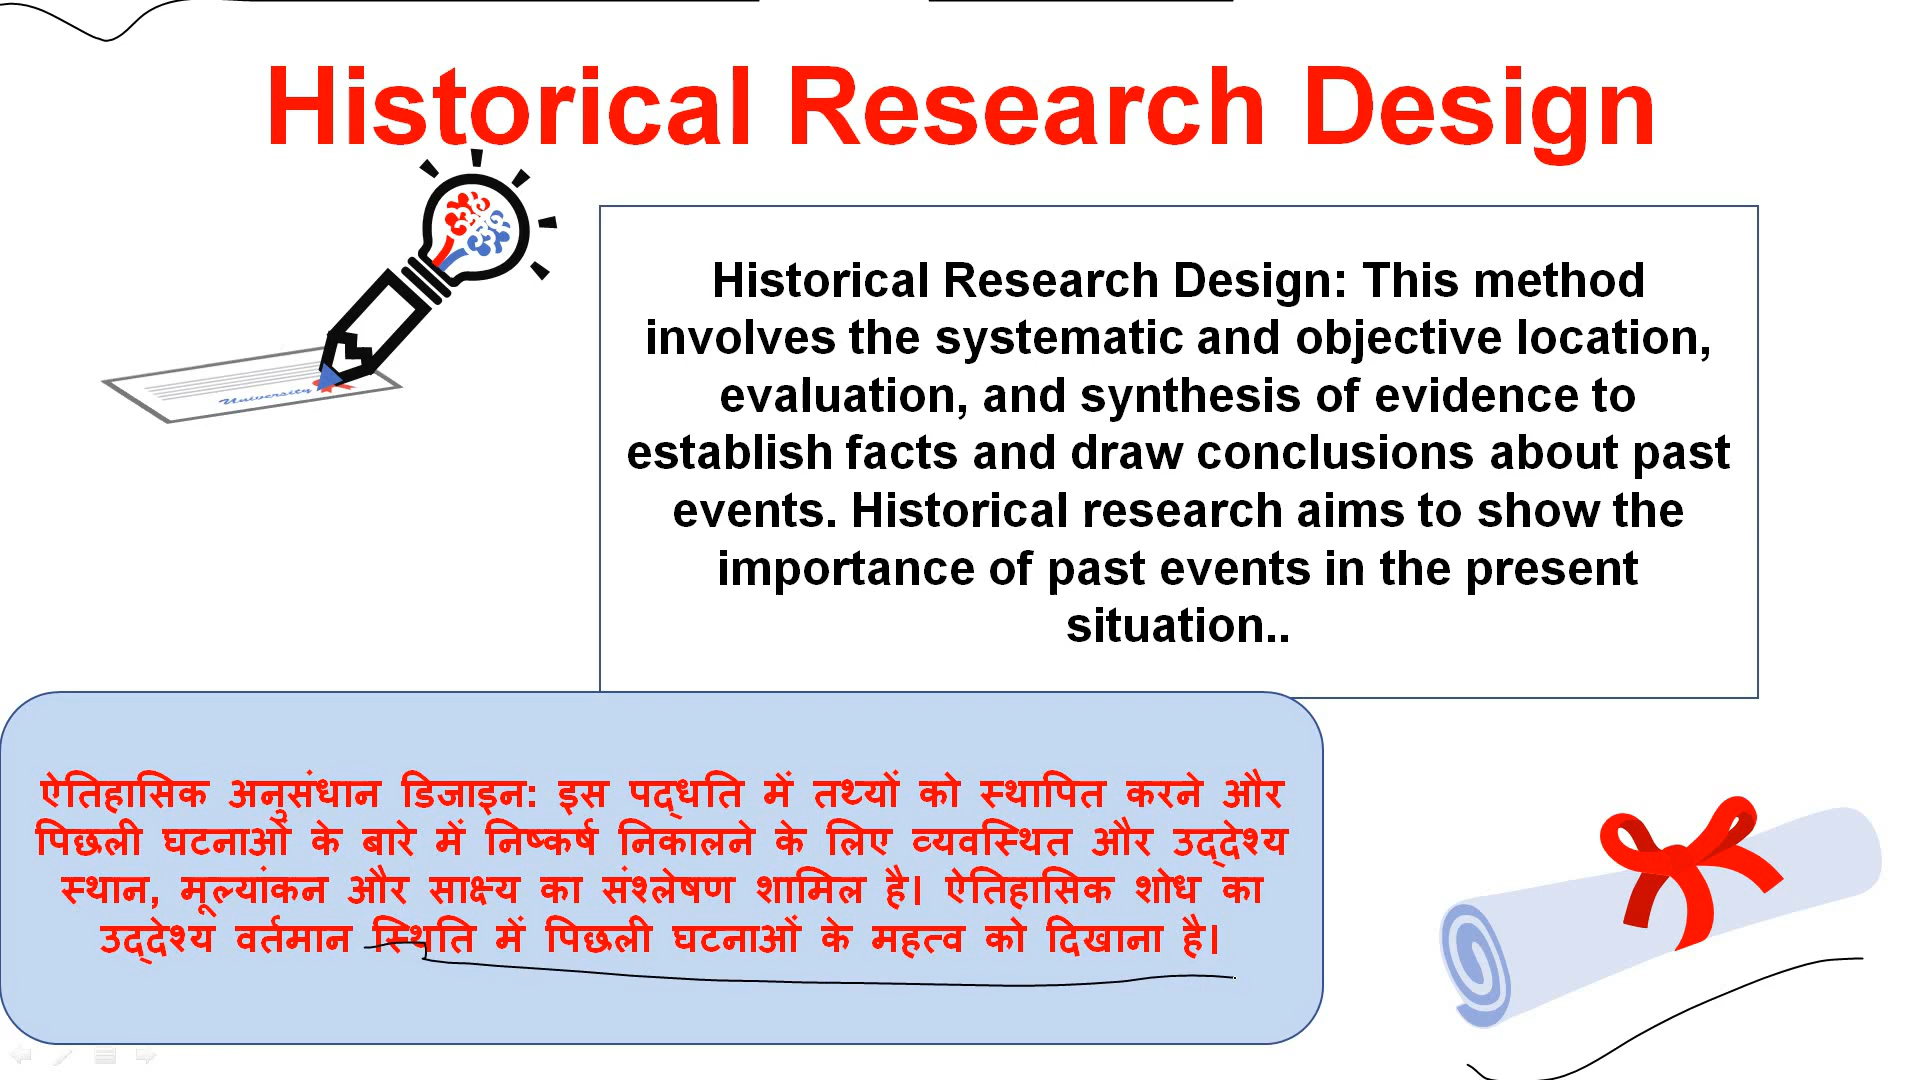 Historical Research Design
University
Historical Research Design: This method
involves the systematic and objective location,
evaluation, and synthesis of evidence to
establish facts and draw conclusions about past
events. Historical research aims to show the
importance of past events in the present
situation..
ऐतिहासिक अनुसंधान डिजाइन: इस पद्धति में तथ्यों को स्थापित करने और
पिछली घटनाओं के बारे में निष्कर्ष निकालने के लिए व्यवस्थित और उद्देश्य
स्थान, मूल्यांकन और साक्ष्य का संश्लेषण शामिल है। ऐतिहासिक शोध का
उद्देश्य वर्तमान स्थिति में पिछली घटनाओं के महत्व को दिखाना है।